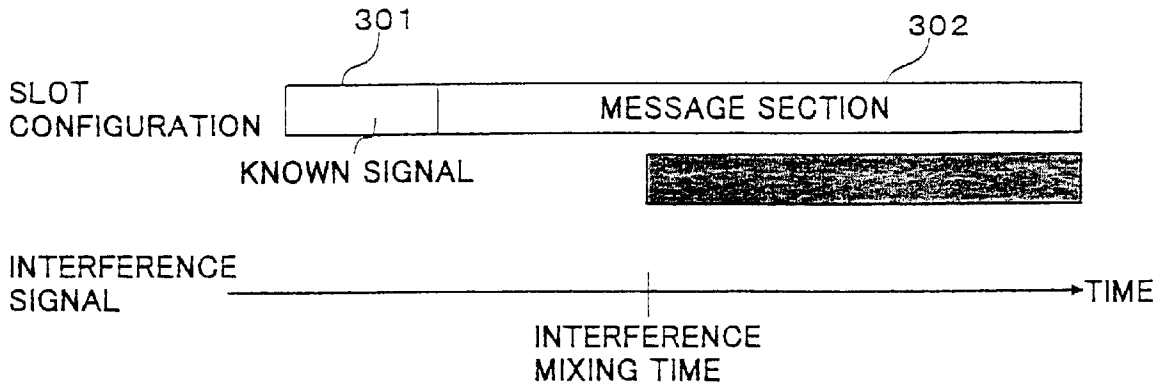 301
302
SLOT
CONFIGURATION
MESSAGE SECTION
KNOWN SIGNAL
INTERFERENCE
SIGNAL
TIME
INTERFERENCE
MIXING TIME